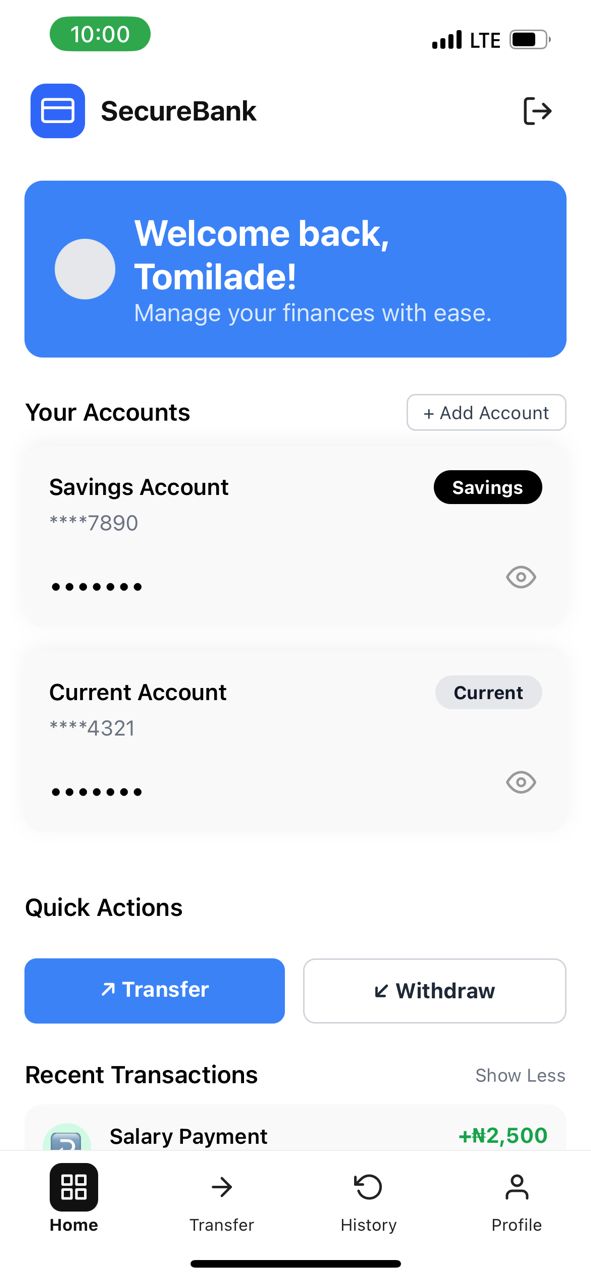 10:00
LTE
SecureBank
Welcome back,
Tomilade!
Manage your finances with ease.
Your Accounts
+ Add Account
Savings Account
Savings
****7890
•••••••
Current Account
Current
****4321
•••••••
Quick Actions
↗ Transfer
↙ Withdraw
Recent Transactions
Show Less
Salary Payment
+₦2,500
Home
Transfer
History
Profile